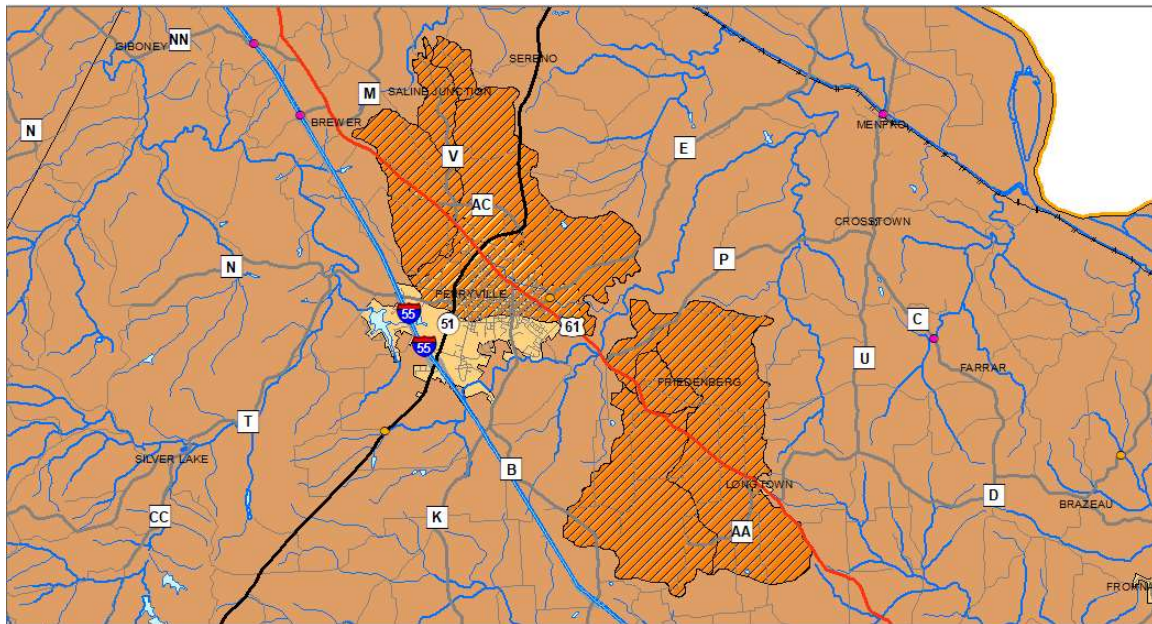 GIBONEY
NN
SERENO
M
SALINE JUNCTION
BREWER
N
MENFRO
V
E
AC
CROSSTOWN
N
P
PERRYVILLE
55
51
61
C
55
U
FARRAR
FRIEDENBERG
T
SILVER LAKE
B
LONGTOWN
D
BRAZEAU
CC
K
AA